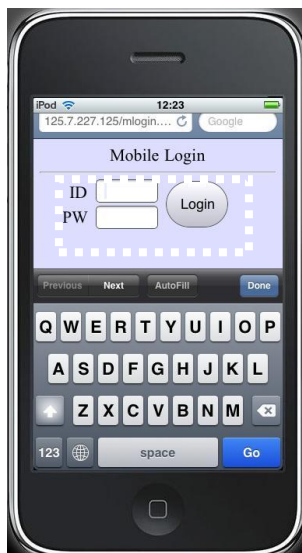 iPod 12:23
125.7.227.125/mlogin.... Google
Mobile Login
ID
PW Login
Previous Next AutoFill Done
Q W E R T Y U I O P
A S D F G H J K L
Z X C V B N M
123 space Go